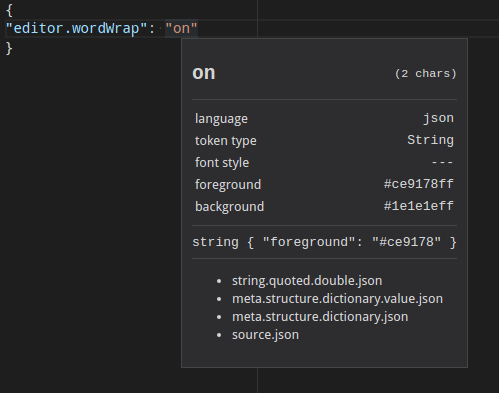 {
"editor.wordWrap": "on"
}
on (2 chars)
language json
token type String
font style ---
foreground #ce9178ff
background #1e1e1eff
string { "foreground": "#ce9178" }
• string.quoted.double.json
• meta.structure.dictionary.value.json
• meta.structure.dictionary.json
• source.json